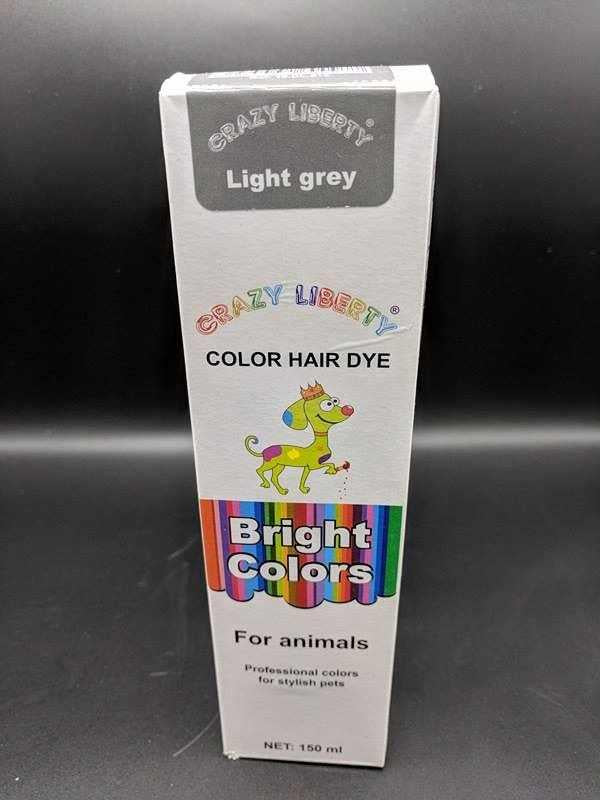 CRAZY LIBERTY®
Light grey
CRAZY LIBERTY®
COLOR HAIR DYE
Bright
Colors
For animals
Professional colors
for stylish pets
NET: 150 ml